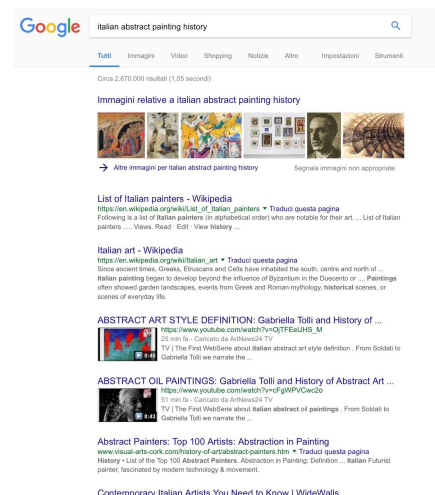 Google
italian abstract painting history
Tutti Immagini Video Shopping Notizie Altro Impostazioni Strumenti
Circa 2.670.000 risultati (1,05 secondi)
Immagini relative a italian abstract painting history
Altre immagini per italian abstract painting history Segnala immagini non appropriate
List of Italian painters - Wikipedia
https://en.wikipedia.org/wiki/List_of_Italian_painters ▼ Traduci questa pagina
Following is a list of Italian painters (in alphabetical order) who are notable for their art. ... List of Italian
painters ..... Views. Read · Edit · View history ...
Italian art - Wikipedia
https://en.wikipedia.org/wiki/Italian_art ▼ Traduci questa pagina
Since ancient times, Greeks, Etruscans and Celts have inhabited the south, centre and north of ...
Italian painting began to develop beyond the influence of Byzantium in the Duecento or .... Paintings
often showed garden landscapes, events from Greek and Roman mythology, historical scenes, or
scenes of everyday life.
ABSTRACT ART STYLE DEFINITION: Gabriella Tolli and History of ...
https://www.youtube.com/watch?v=OjTFEeUHS_M
25 min fa - Caricato da ArtNews24 TV
TV | The First WebSerie about italian abstract art style definition . From Soldati to
Gabriella Tolli we narrate the ...
0:45
ABSTRACT OIL PAINTINGS: Gabriella Tolli and History of Abstract Art ...
https://www.youtube.com/watch?v=cFgWPVCwc2o
51 min fa - Caricato da ArtNews24 TV
TV | The First WebSerie about italian abstract oil paintings . From Soldati to
Gabriella Tolli we narrate the ...
0:43
Abstract Painters: Top 100 Artists: Abstraction in Painting
www.visual-arts-cork.com/history-of-art/abstract-painters.htm ▼ Traduci questa pagina
History • List of the Top 100 Abstract Painters. Abstraction in Painting: Definition ... Italian Futurist
painter, fascinated by modern technology & movement.
Contemporary Italian Artists You Need to Know | WideWalls